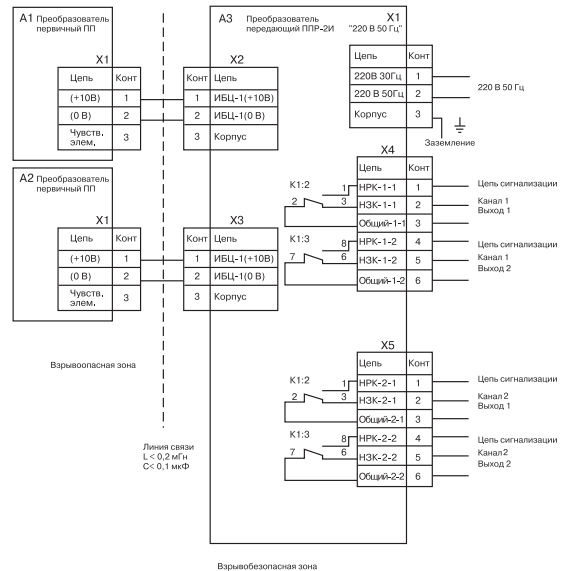 A1 Преобразователь
первичный ПП
X1
Цепь Конт
(+10В) 1
(0 В) 2
Чувств.
элем. 3
A2 Преобразователь
первичный ПП
X1
Цепь Конт
(+10В) 1
(0 В) 2
Чувств.
элем. 3
Взрывоопасная зона
Линия связи
L < 0,2 мГн
C < 0,1 мкФ
A3 Преобразователь
передающий ППР-2И
X2
Конт Цепь
1 ИБЦ-1(+10В)
2 ИБЦ-1(0 В)
3 Корпус
X3
Конт Цепь
1 ИБЦ-1(+10В)
2 ИБЦ-1(0 В)
3 Корпус
X1
"220 В 50 Гц"
Цепь Конт
220В 30Гц 1
220 В 50Гц 2
Корпус 3
220 В 50 Гц
Заземление
X4
Цепь Конт
К1:2
2 1 3
НРК-1-1 1
НЗК-1-1 2
Общий-1-1 3
К1:3
7 8 6
НРК-1-2 4
НЗК-1-2 5
Общий-1-2 6
Цепь сигнализации
Канал 1
Выход 1
Цепь сигнализации
Канал 1
Выход 2
X5
Цепь Конт
К1:2
2 1 3
НРК-2-1 1
НЗК-2-1 2
Общий-2-1 3
К1:3
7 8 6
НРК-2-2 4
НЗК-2-2 5
Общий-2-2 6
Цепь сигнализации
Канал 2
Выход 1
Цепь сигнализации
Канал 2
Выход 2
Взрывобезопасная зона